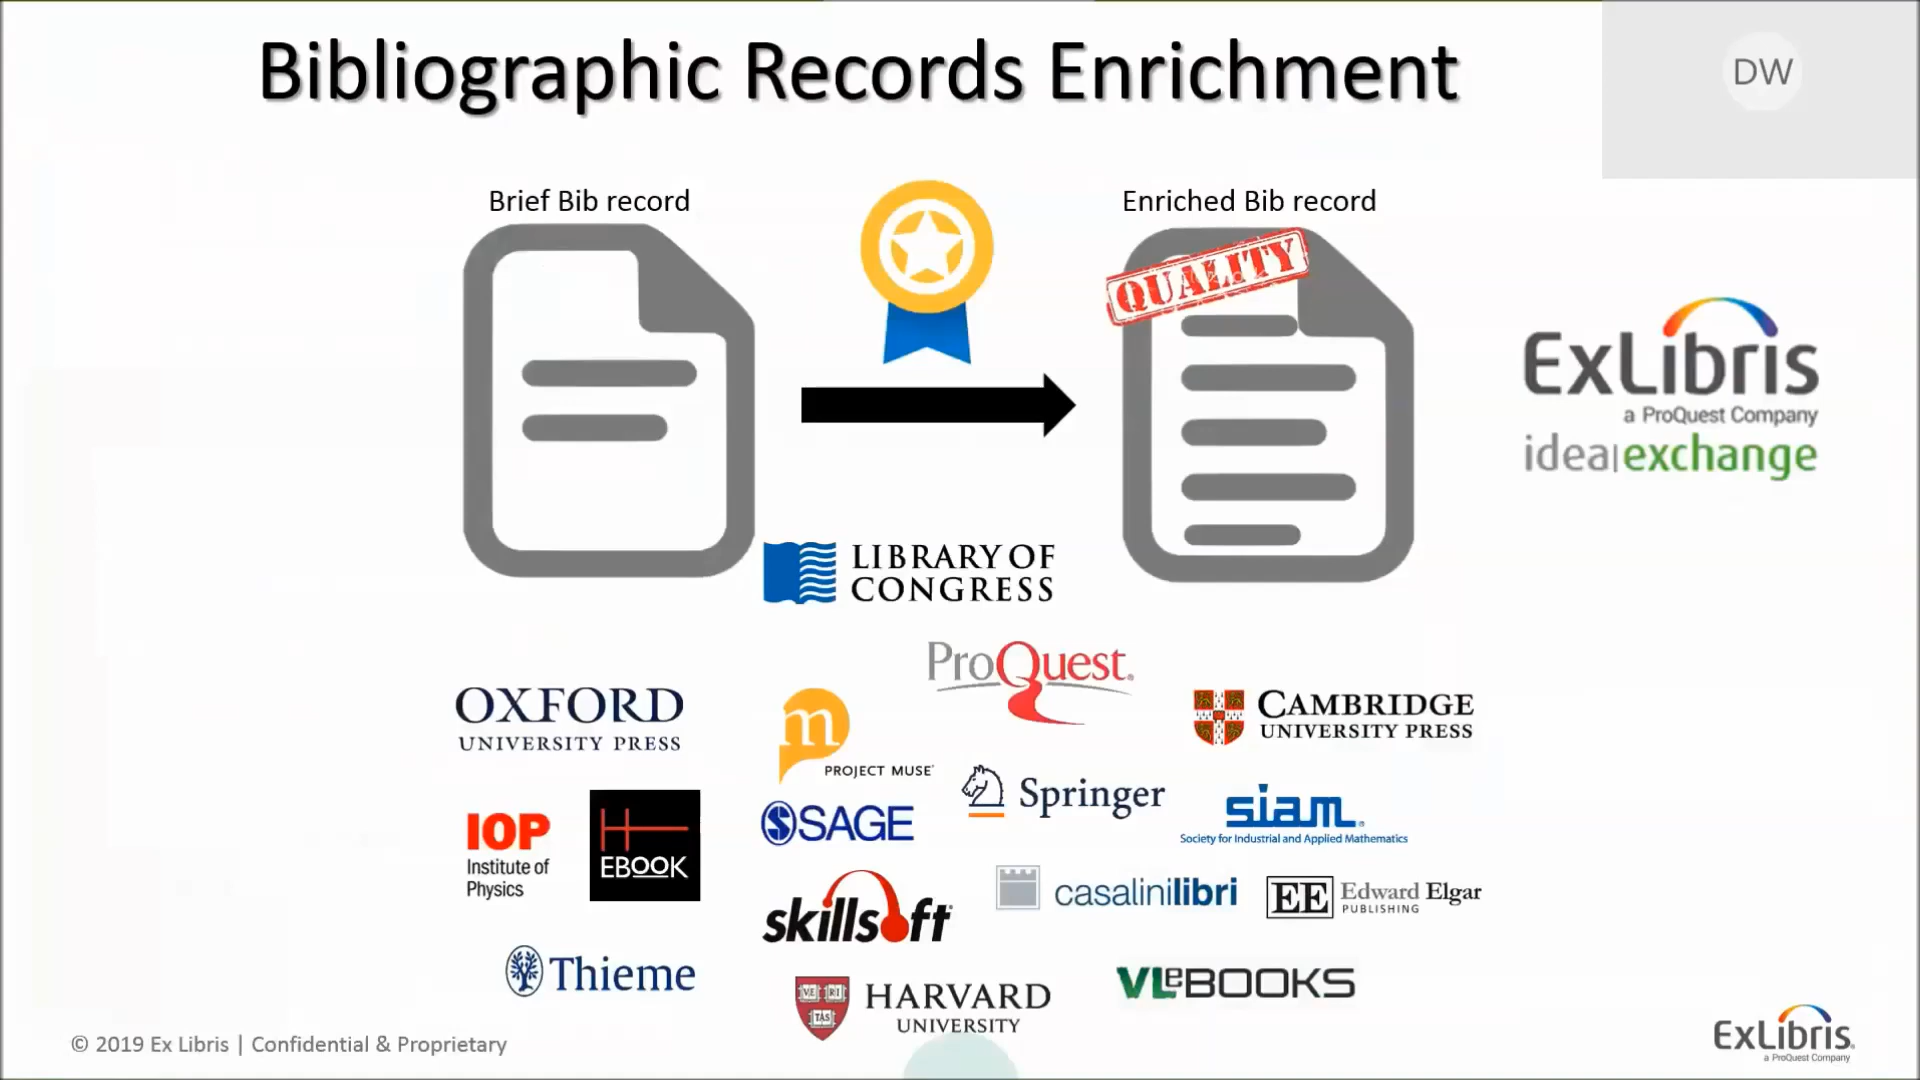 Bibliographic Records Enrichment
DW
Brief Bib record
Enriched Bib record
QUALITY
ExLibris
a ProQuest Company
idea|exchange
LIBRARY OF
CONGRESS
ProQuest
OXFORD
UNIVERSITY PRESS
m
PROJECT MUSE
CAMBRIDGE
UNIVERSITY PRESS
Springer
siam
Society for Industrial and Applied Mathematics
IOP
Institute of
Physics
H
EBOOK
S SAGE
skillsoft
casalinilibri
EE Edward Elgar
PUBLISHING
Thieme
VE RI
TAS
HARVARD
UNIVERSITY
VLeBOOKS
© 2019 Ex Libris | Confidential & Proprietary
ExLibris
a ProQuest Company